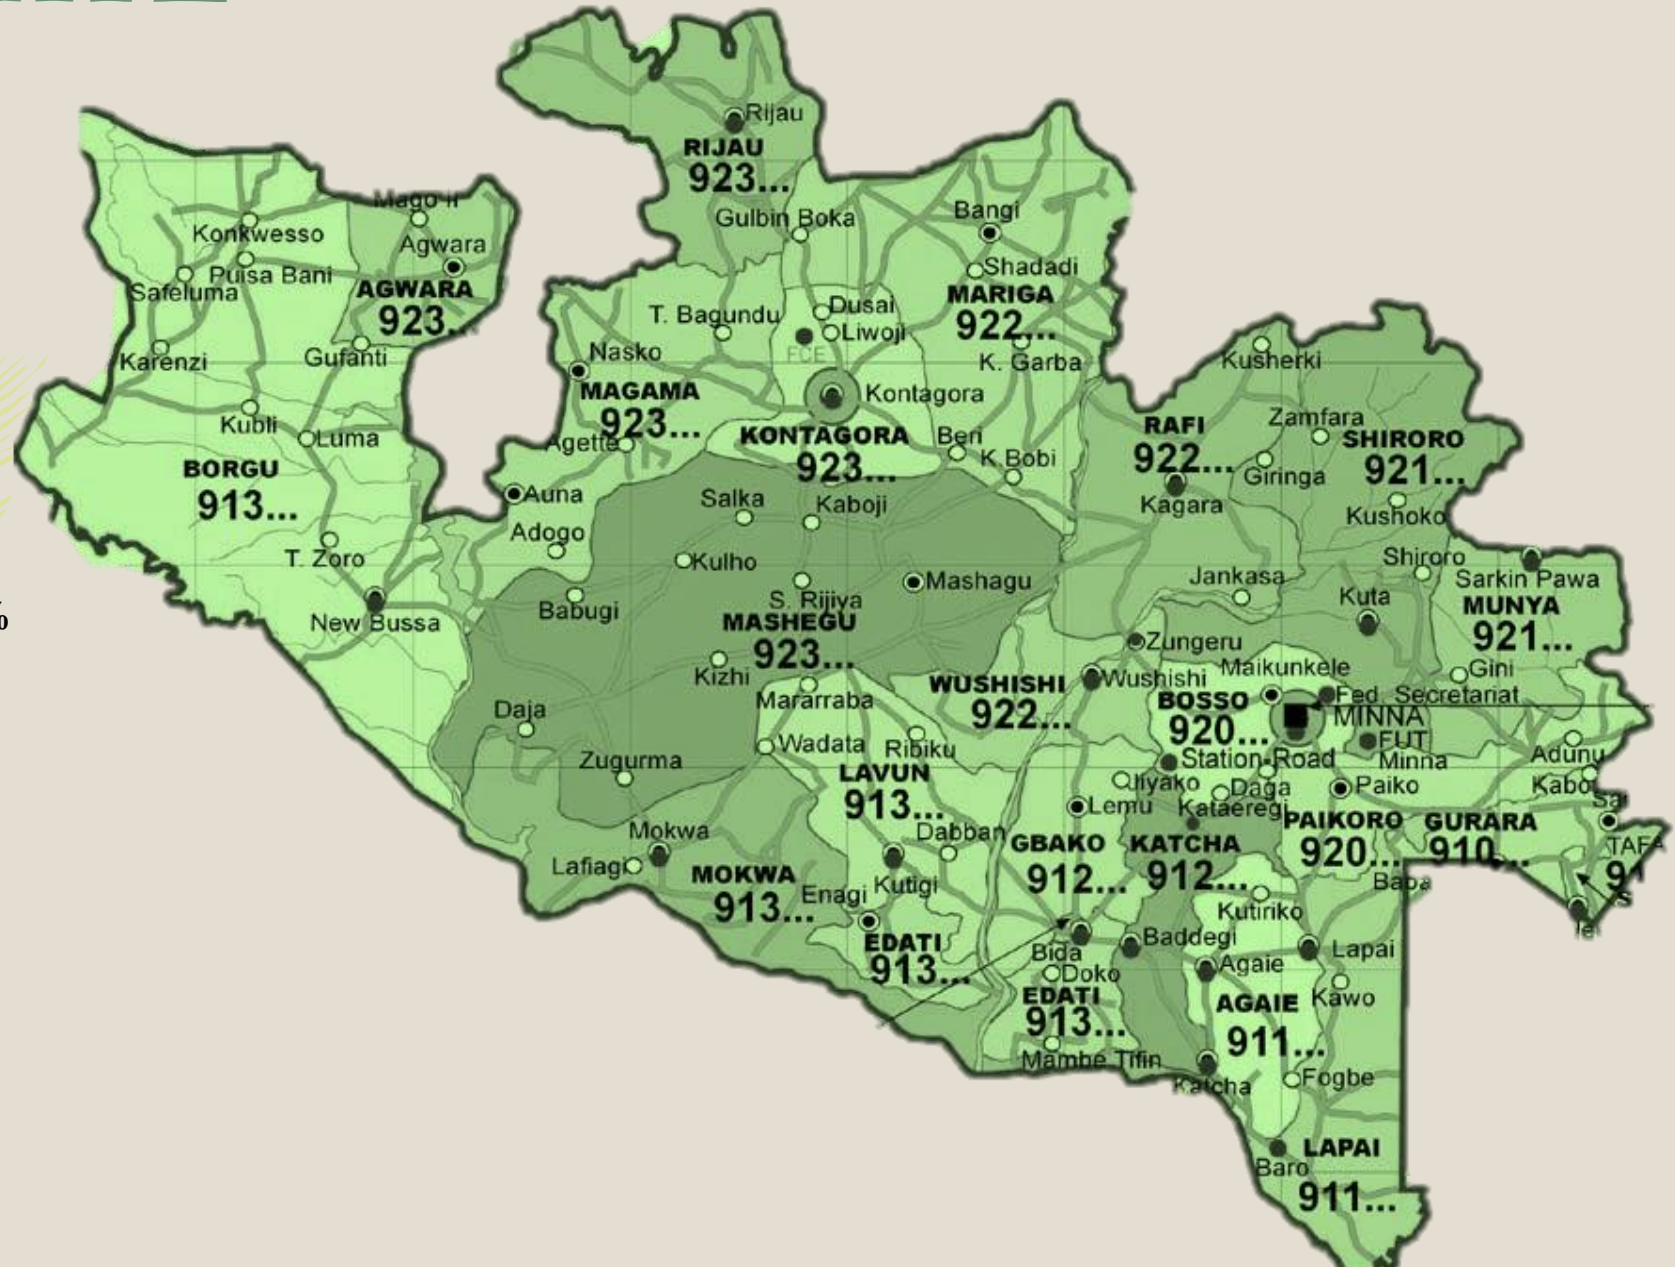 Rijau
RIJAU
923...
Gulbin Boka
Bangi
Shadadi
MARIGA
922...
K. Garba
Mago II
Konkwesso
Agwara
Puisa Bani
Safeluma
AGWARA
923...
Karenzi
Gufanti
Kubli
Luma
BORGU
913...
T. Zoro
New Bussa
T. Bagundu
Dusai
Liwoji
FCE
Nasko
MAGAMA
923...
Agette
Kontagora
KONTAGORA
923...
Beri
K.Bobi
Auna
Adogo
Babugi
Salka
Kaboji
Kulho
Mashagu
S. Rijiya
MASHEGU
923...
Kizhi
Mararraba
Daja
Zugurma
Wadata
Ribiku
Kusherki
Zamfara
RAFI
922...
SHIRORO
921...
Giringa
Kagara
Kushoko
Shiroro
Jankasa
Sarkin Pawa
Kuta
MUNYA
921...
Zungeru
Maikunkele
Gini
WUSHISHI
922...
Wushishi
BOSSO
920...
Fed. Secretariat
MINNA
FUT
Minna
Station-Road
Adunu
Jiyako
Daga
Paiko
Kabo
Lemu
Kataeregi
LAVUN
913...
Dabban
GBAKO
912...
KATCHA
912...
PAIKORO
920...
GURARA
910...
TAFA
Baba
Mokwa
Lafiagi
MOKWA
913...
Enagi
Kutigi
EDATI
913...
Kutiriko
Bida
Baddegi
Lapai
Doko
Agaie
EDATI
913...
AGAIE
911...
Kawo
Mambe Tifin
Katcha
Fogbe
LAPAI
911...
Baro
%